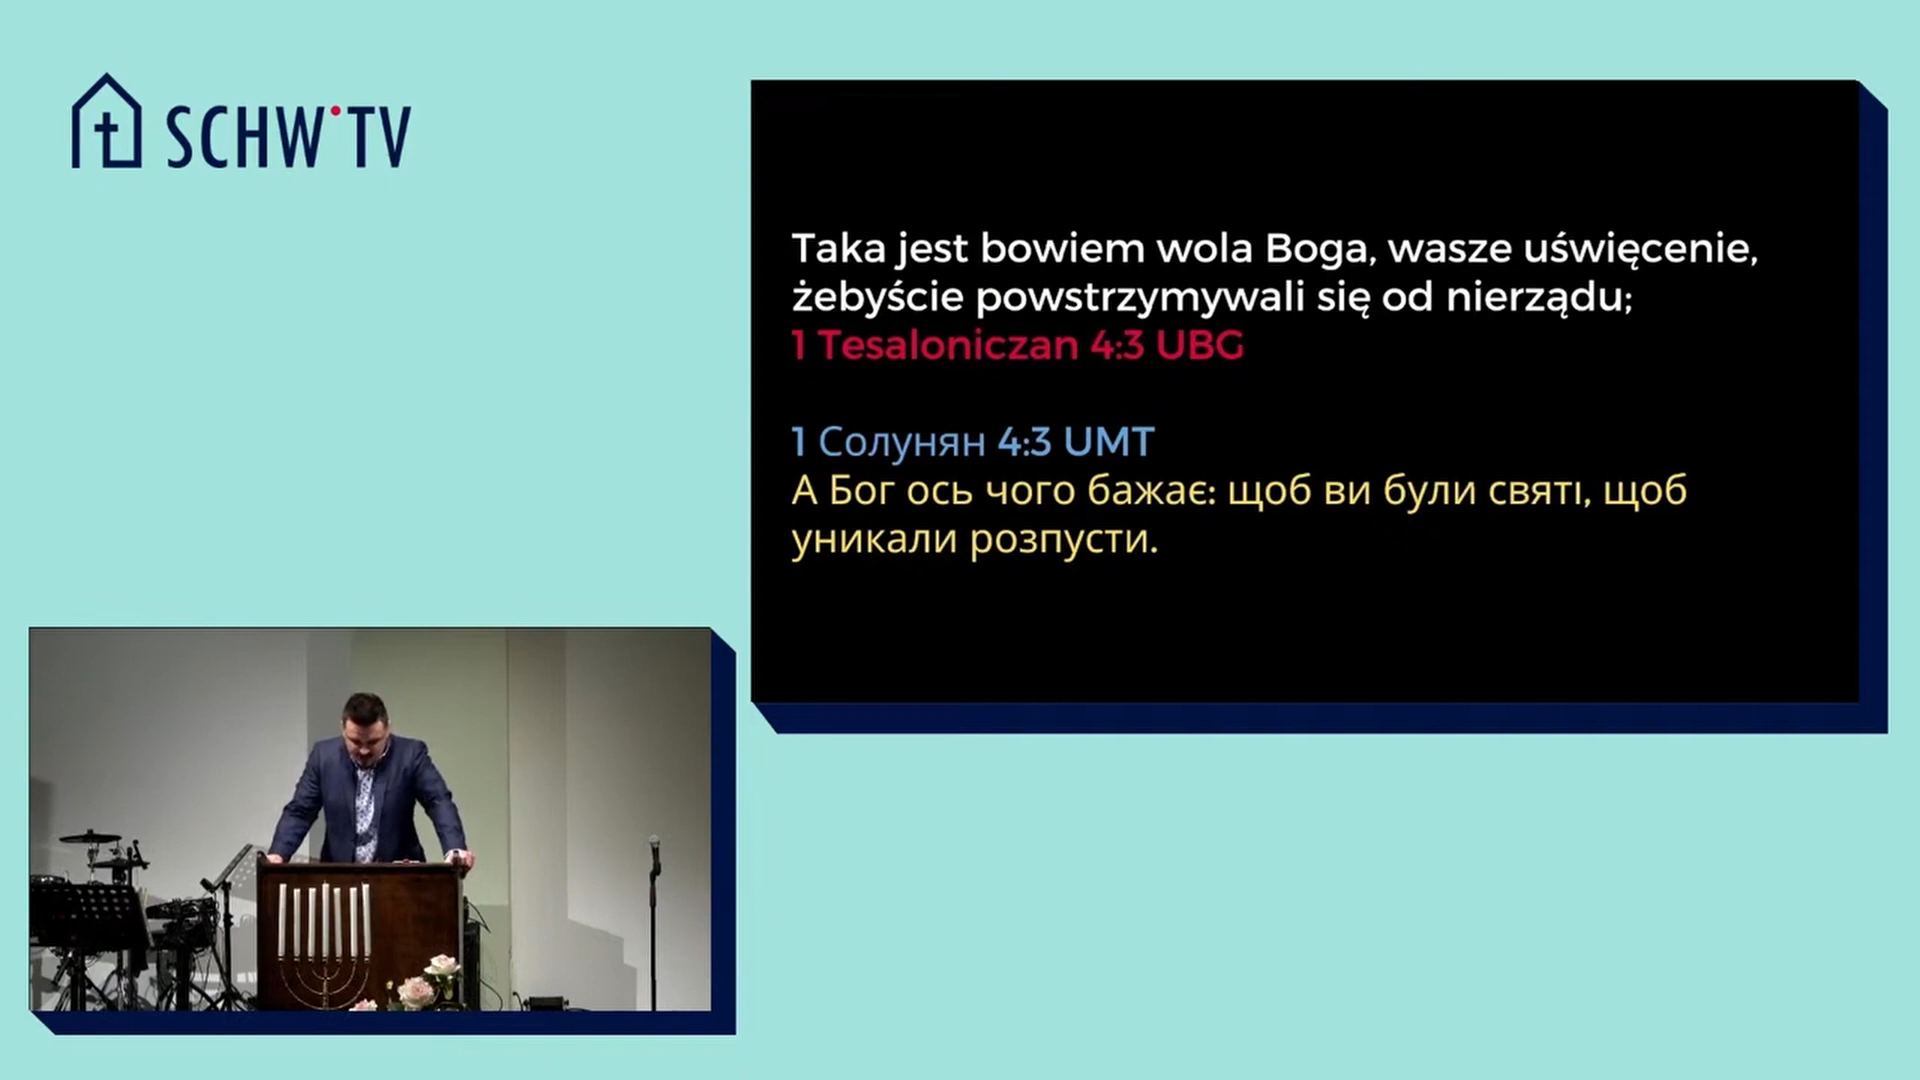 SCHW TV
Taka jest bowiem wola Boga, wasze uświęcenie,
żebyście powstrzymywali się od nierządu;
1 Tesaloniczan 4:3 UBG
1 Солунян 4:3 UMT
А Бог ось чого бажає: щоб ви були святі, щоб
уникали розпусти.